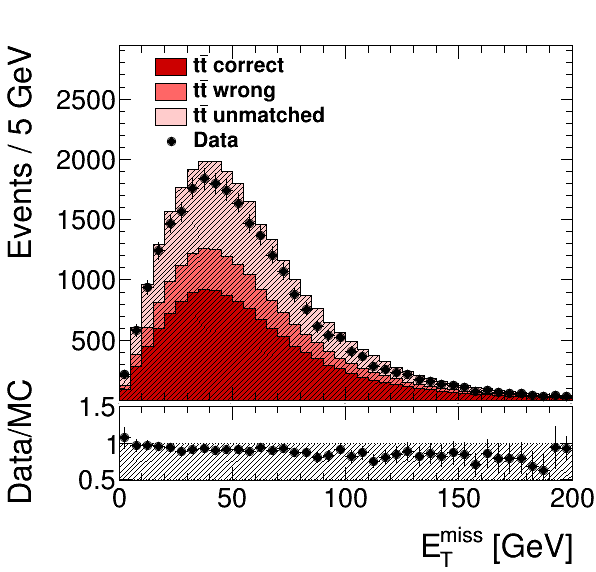 tt̄ correct
tt̄ wrong
tt̄ unmatched
Data
Events / 5 GeV
2500
2000
1500
1000
500
Data/MC
1.5
1
0.5
0 50 100 150 200
E_T^miss [GeV]